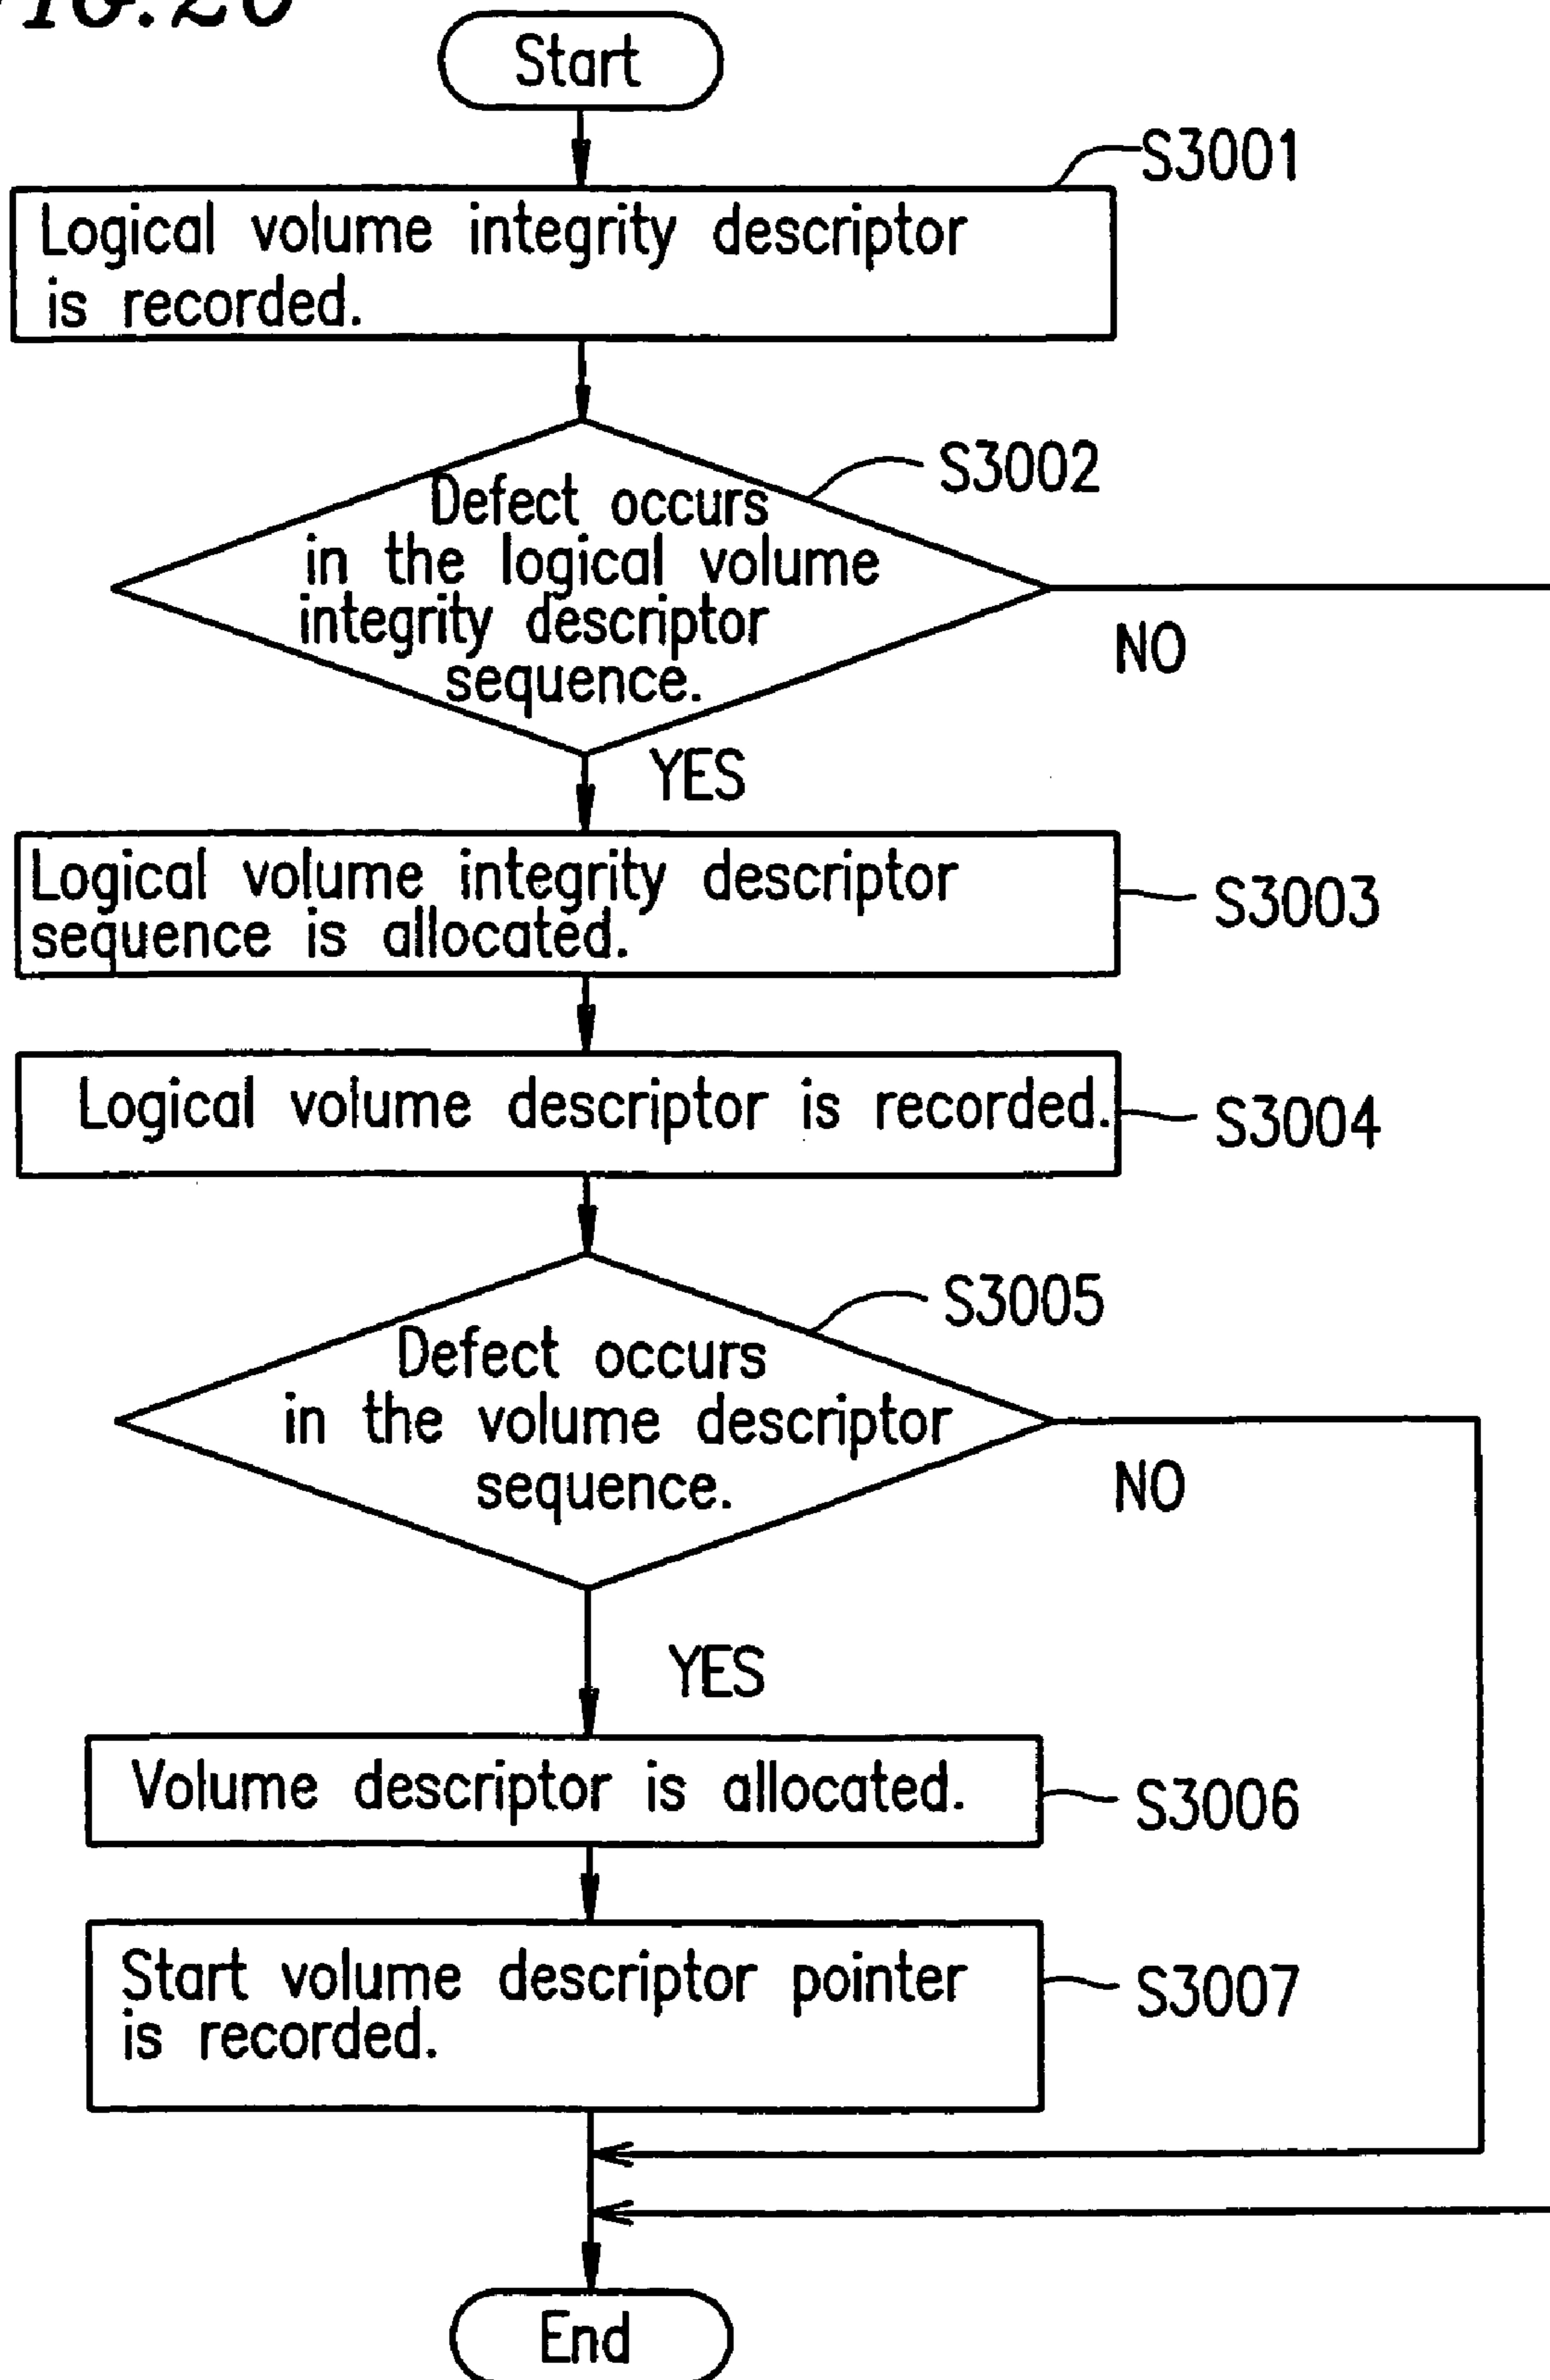 FIG. 20
Start
S3001
Logical volume integrity descriptor
is recorded.
S3002
Defect occurs
in the logical volume
integrity descriptor
sequence.
NO
YES
Logical volume integrity descriptor
sequence is allocated.
S3003
Logical volume descriptor is recorded.
S3004
S3005
Defect occurs
in the volume descriptor
sequence.
NO
YES
Volume descriptor is allocated.
S3006
Start volume descriptor pointer
is recorded.
S3007
End